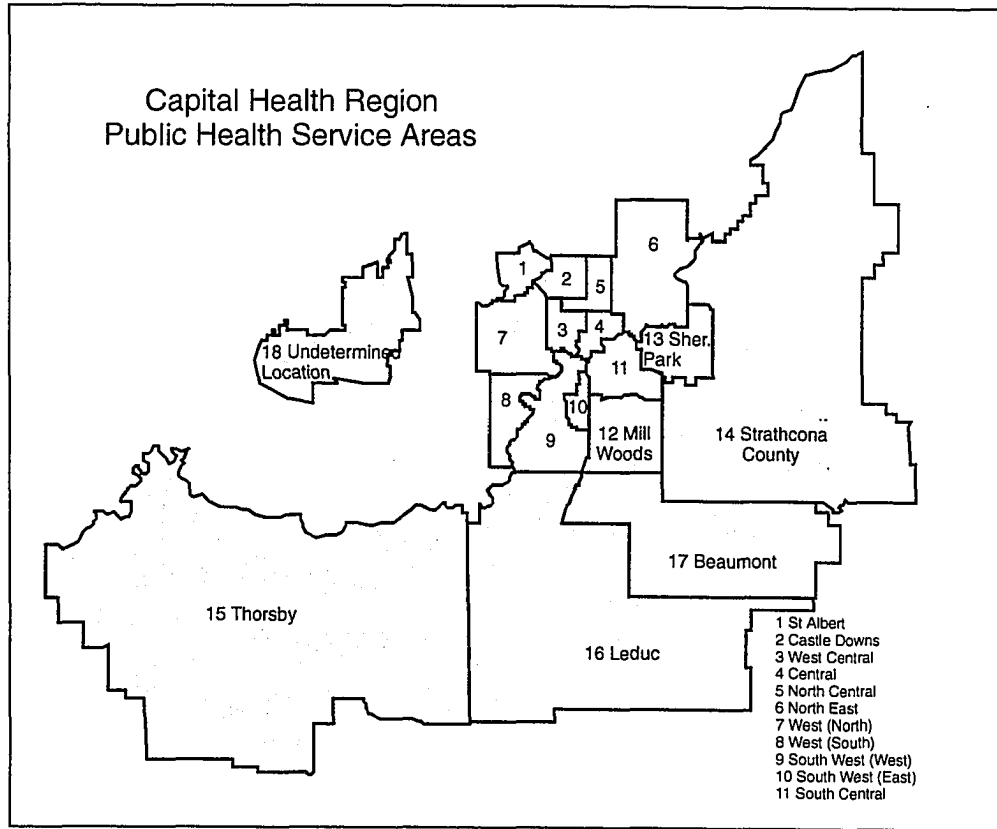 Capital Health Region
Public Health Service Areas
1
2
5
6
18 Undetermined
Location
7
3
4
13 Sher.
Park
11
8
10
9
12 Mill
Woods
14 Strathcona
County
17 Beaumont
15 Thorsby
16 Leduc
1 St Albert
2 Castle Downs
3 West Central
4 Central
5 North Central
6 North East
7 West (North)
8 West (South)
9 South West (West)
10 South West (East)
11 South Central